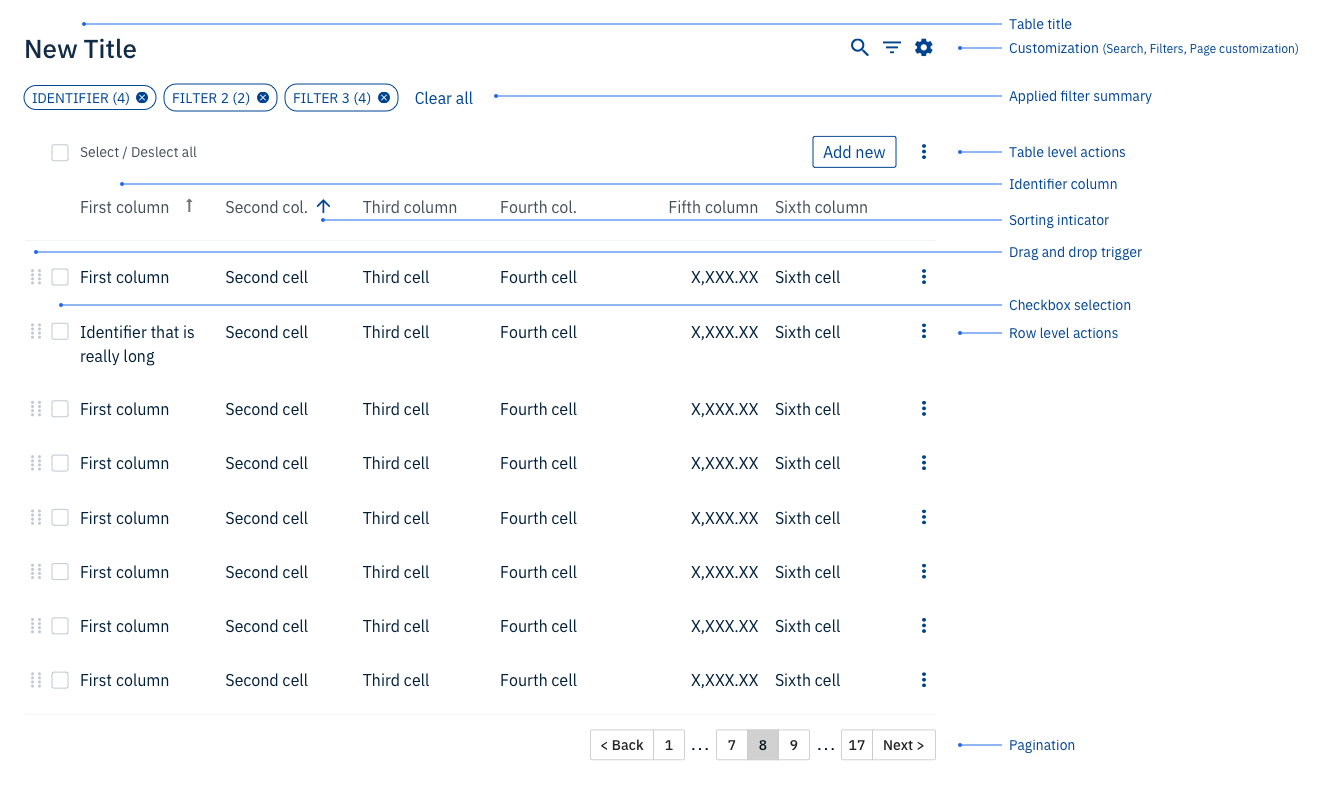 Table title
New Title
Customization (Search, Filters, Page customization)
IDENTIFIER (4) FILTER 2 (2) FILTER 3 (4) Clear all
Applied filter summary
Select / Deslect all
Add new
Table level actions
Identifier column
First column Second col. Third column Fourth col. Fifth column Sixth column
Sorting inticator
Drag and drop trigger
First column Second cell Third cell Fourth cell X,XXX.XX Sixth cell
Checkbox selection
Identifier that is really long Second cell Third cell Fourth cell X,XXX.XX Sixth cell
Row level actions
First column Second cell Third cell Fourth cell X,XXX.XX Sixth cell
First column Second cell Third cell Fourth cell X,XXX.XX Sixth cell
First column Second cell Third cell Fourth cell X,XXX.XX Sixth cell
First column Second cell Third cell Fourth cell X,XXX.XX Sixth cell
First column Second cell Third cell Fourth cell X,XXX.XX Sixth cell
First column Second cell Third cell Fourth cell X,XXX.XX Sixth cell
< Back 1 ... 7 8 9 ... 17 Next >
Pagination